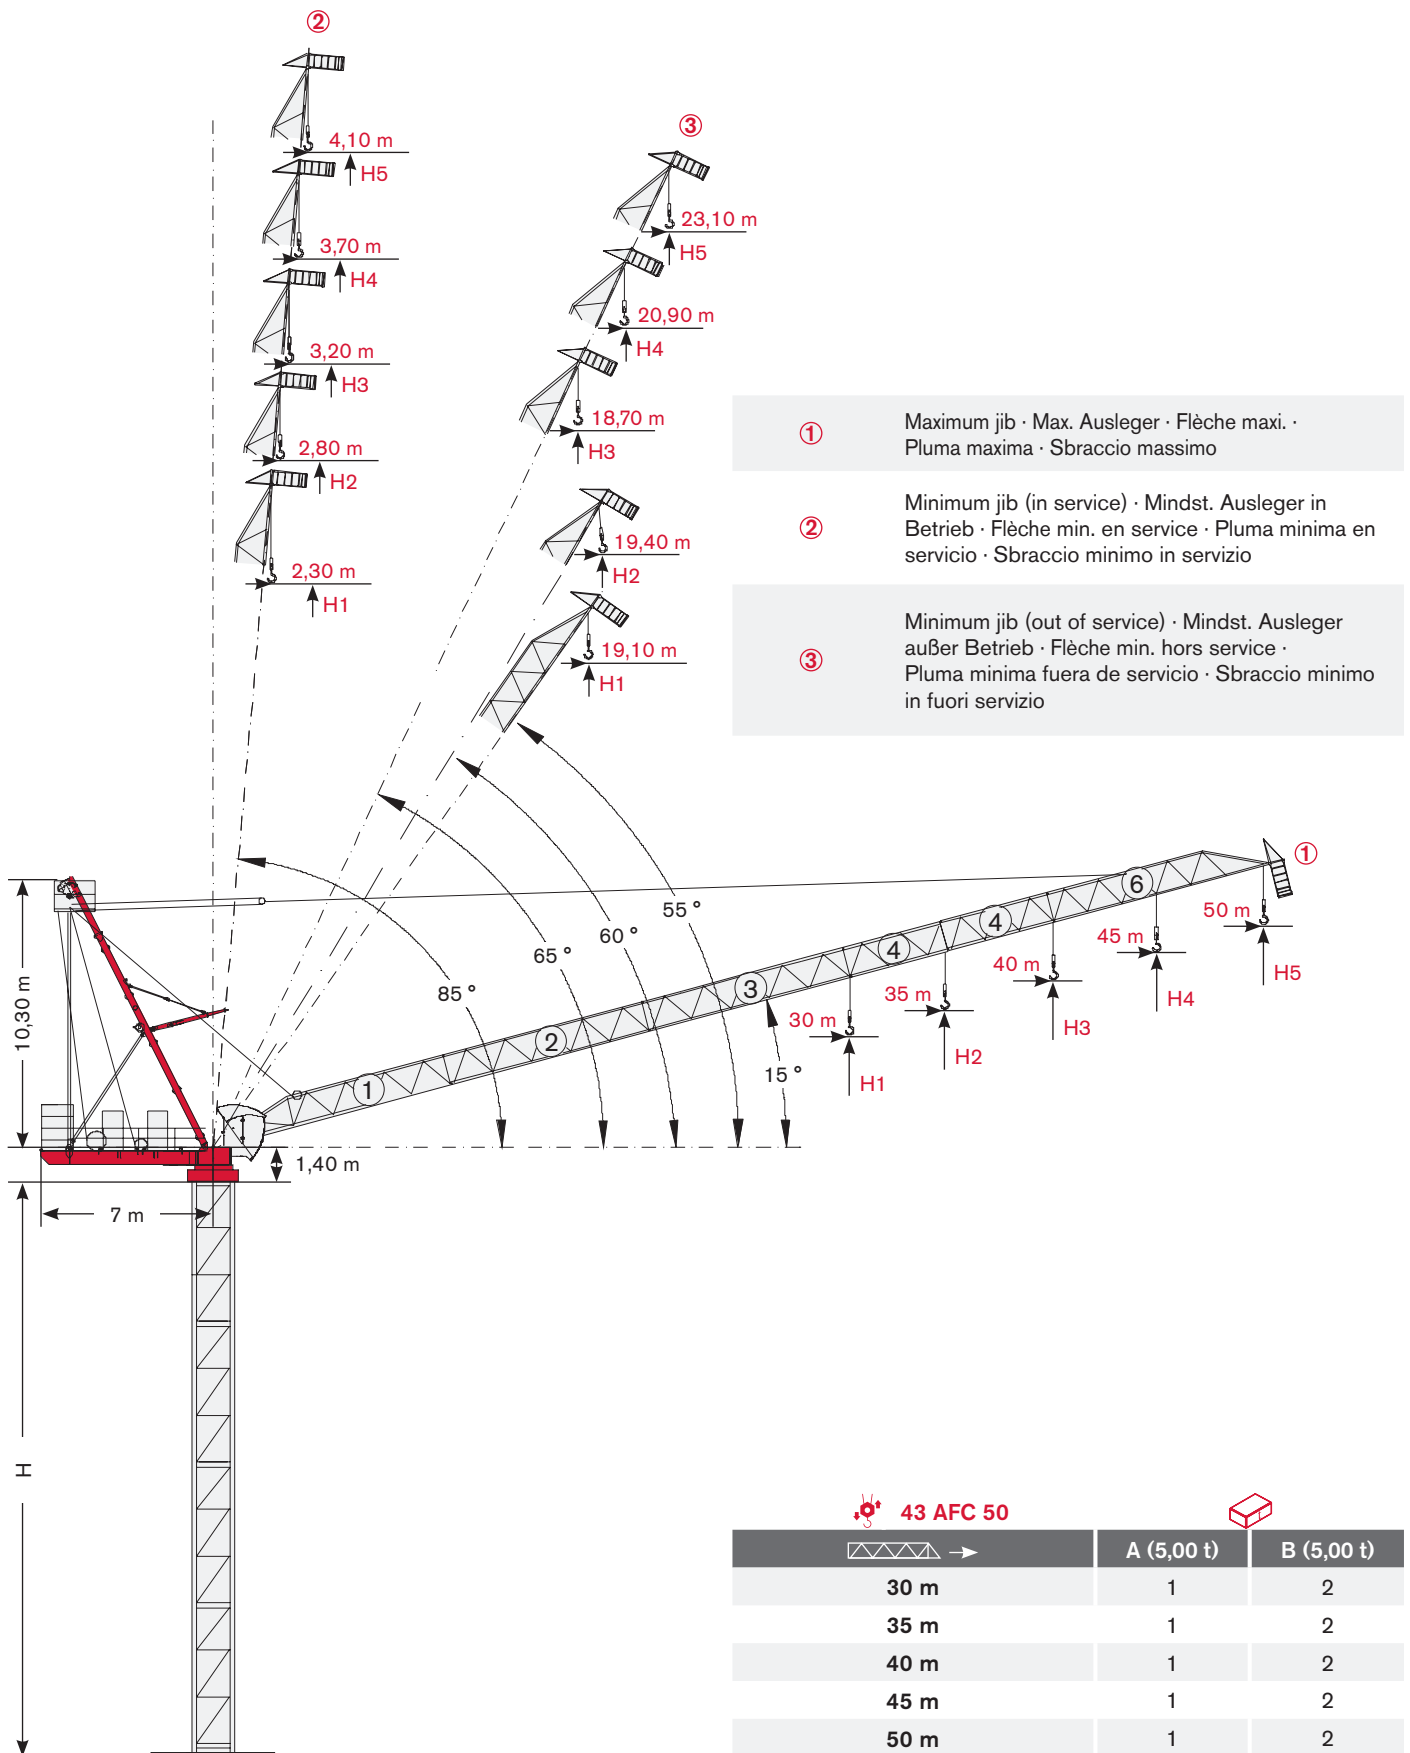 ②
4,10 m
H5
3,70 m
H4
3,20 m
H3
2,80 m
H2
2,30 m
H1
③
23,10 m
H5
20,90 m
H4
18,70 m
H3
19,40 m
H2
19,10 m
H1
① Maximum jib · Max. Ausleger · Flèche maxi. ·
Pluma maxima · Sbraccio massimo
② Minimum jib (in service) · Mindst. Ausleger in
Betrieb · Flèche min. en service · Pluma minima en
servicio · Sbraccio minimo in servizio
③ Minimum jib (out of service) · Mindst. Ausleger
außer Betrieb · Flèche min. hors service ·
Pluma minima fuera de servicio · Sbraccio minimo
in fuori servizio
85 °
65 °
60 °
55 °
15 °
①
1
2
3
4
4
6
30 m
H1
35 m
H2
40 m
H3
45 m
H4
50 m
H5
10,30 m
1,40 m
7 m
H
43 AFC 50
A (5,00 t) B (5,00 t)
30 m 1 2
35 m 1 2
40 m 1 2
45 m 1 2
50 m 1 2